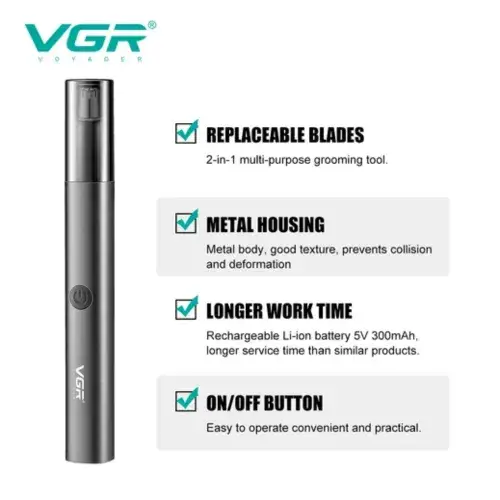 VGR®
VOYAGER
REPLACEABLE BLADES
2-in-1 multi-purpose grooming tool.
METAL HOUSING
Metal body, good texture, prevents collision
and deformation
LONGER WORK TIME
Rechargeable Li-ion battery 5V 300mAh,
longer service time than similar products.
ON/OFF BUTTON
Easy to operate convenient and practical.
VGR